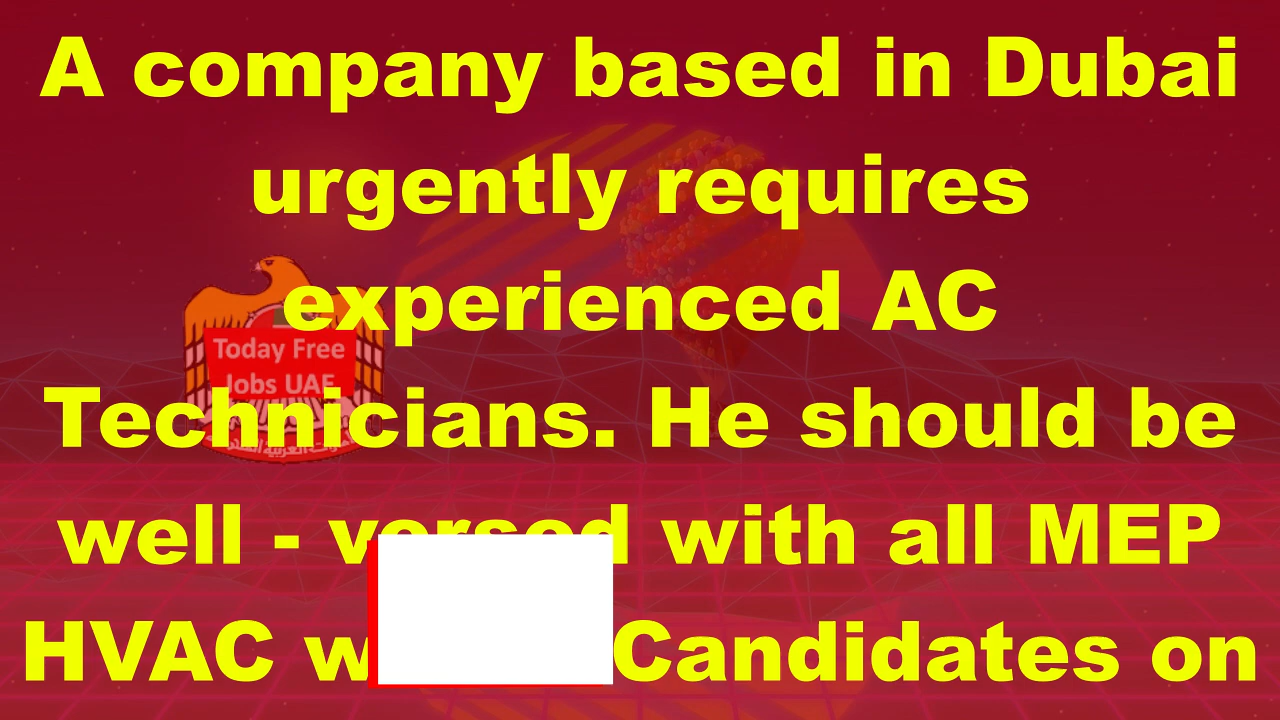 A company based in Dubai
urgently requires
experienced AC
Technicians. He should be
well - versed with all MEP
HVAC Candidates on
Today Free
Jobs UAE